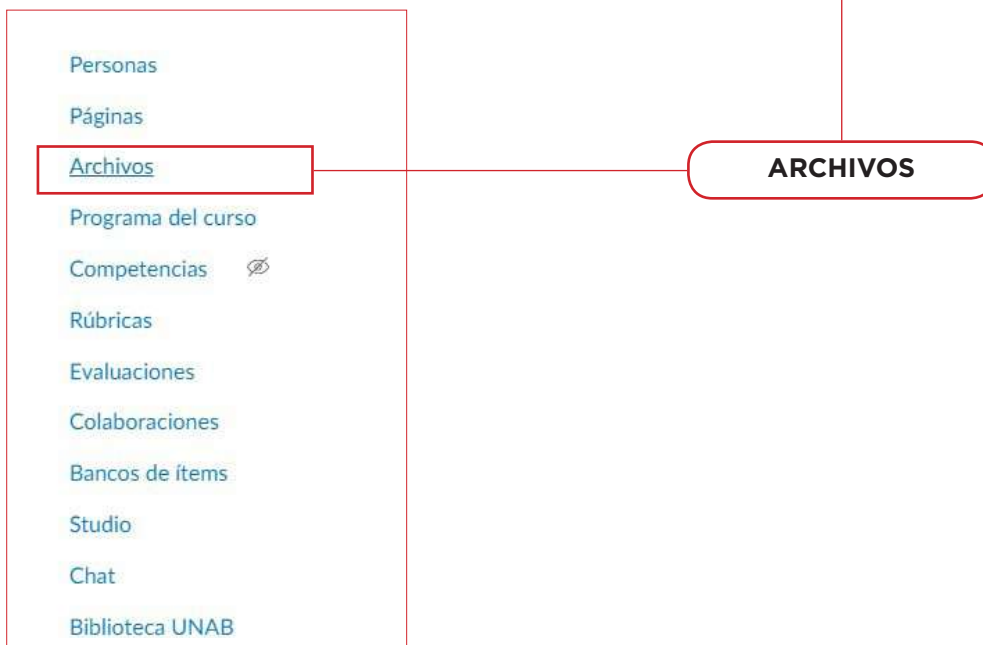 Personas
Páginas
Archivos
ARCHIVOS
Programa del curso
Competencias
Rúbricas
Evaluaciones
Colaboraciones
Bancos de ítems
Studio
Chat
Biblioteca UNAB